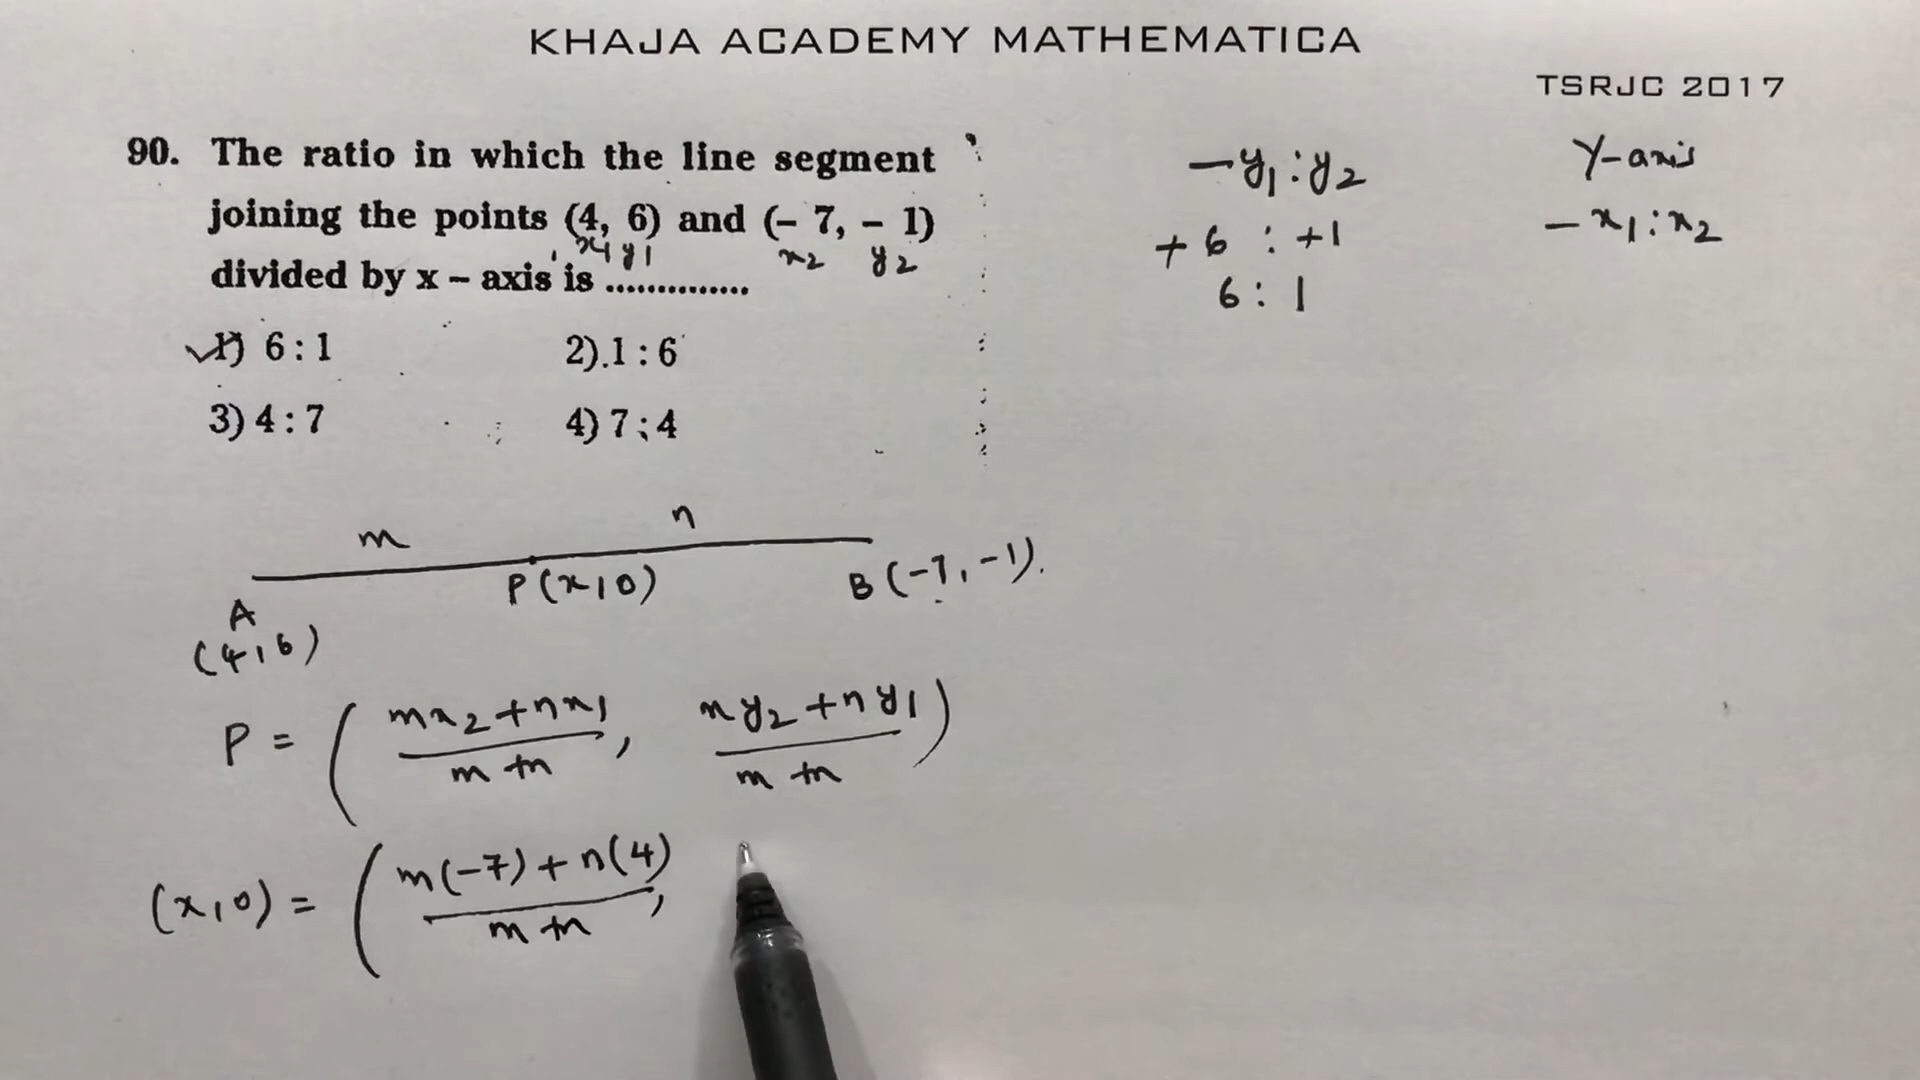 KHAJA ACADEMY MATHEMATICA
TSRJC 2017
90. The ratio in which the line segment
joining the points (4, 6) and (– 7, – 1)
x1 y1 x2 y2
divided by x – axis is ..............
1) 6 : 1 2) 1 : 6
3) 4 : 7 4) 7 : 4
-y1 : y2
+6 : +1
6 : 1
Y-axis
-x1 : x2
m n
P(x,0)
A
(4,6)
B(-7,-1).
P = ( mx2+nx1 / m+n , my2+ny1 / m+n )
(x,0) = ( m(-7)+n(4) / m+n ,